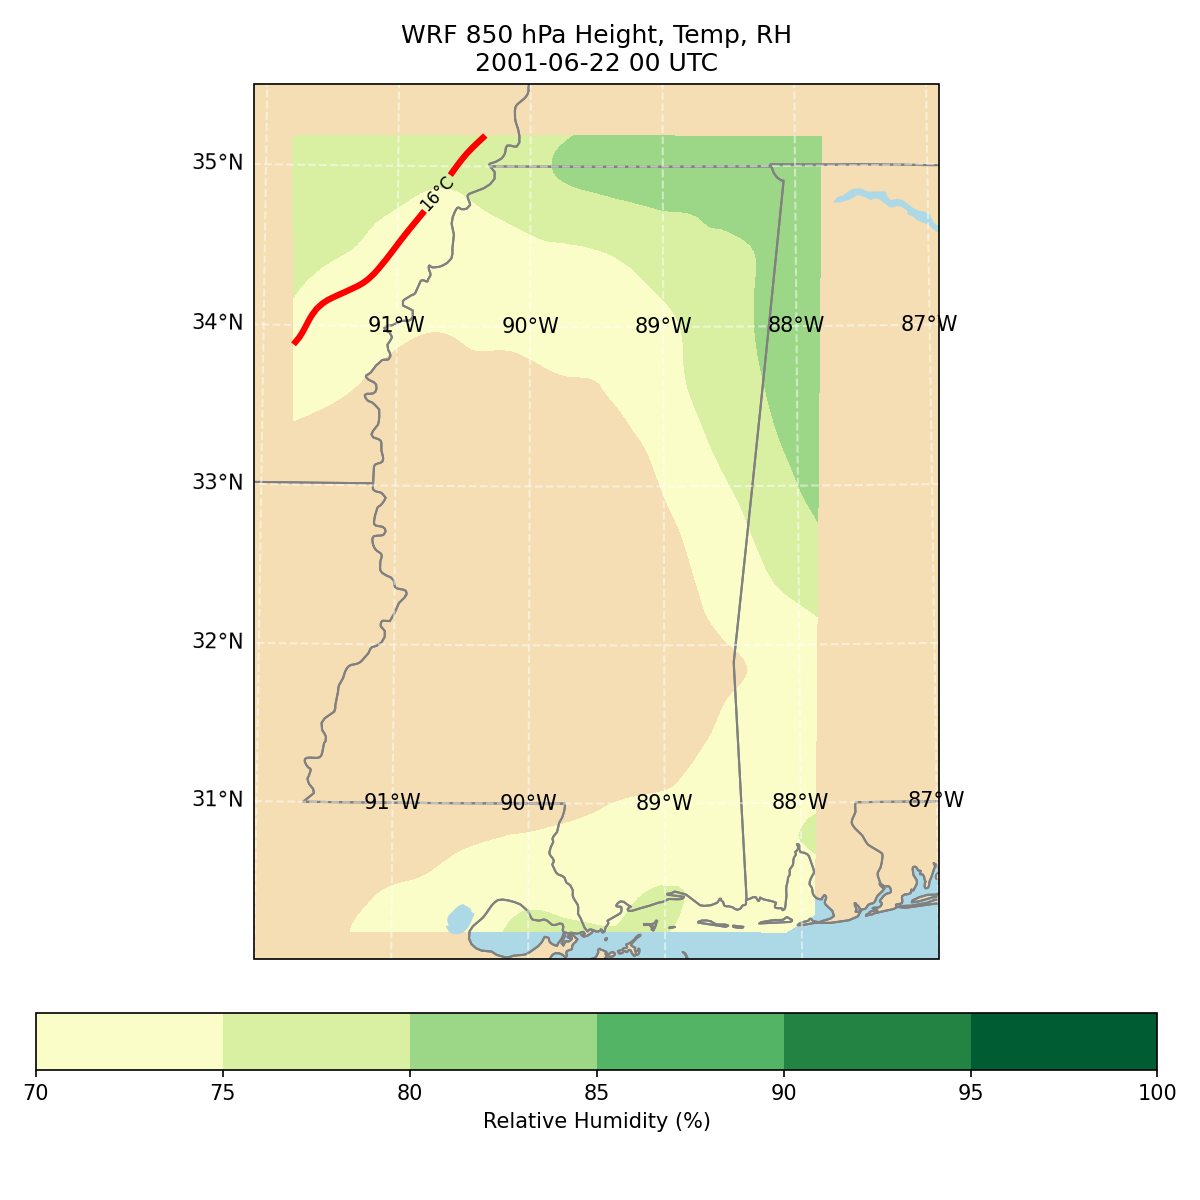 WRF 850 hPa Height, Temp, RH
2001-06-22 00 UTC
35°N
16°C
34°N
91°W 90°W 89°W 88°W 87°W
33°N
32°N
31°N
91°W 90°W 89°W 88°W 87°W
70 75 80 85 90 95 100
Relative Humidity (%)